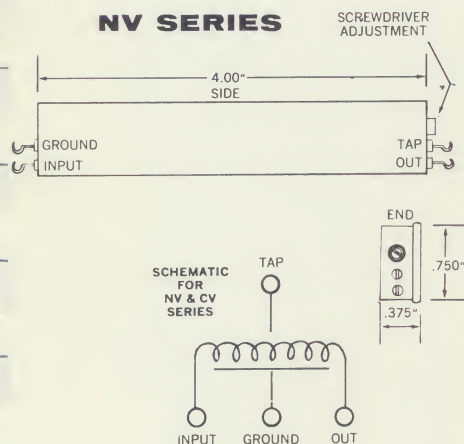 NV SERIES
SCREWDRIVER
ADJUSTMENT
4.00"
SIDE
GROUND
TAP
INPUT
OUT
END
.750"
.375"
SCHEMATIC
FOR
NV & CV
SERIES
TAP
INPUT GROUND OUT